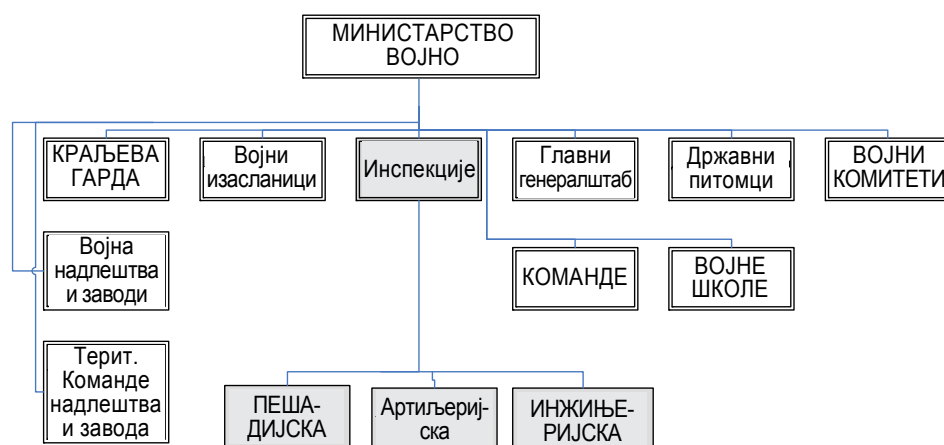 МИНИСТАРСТВО
ВОЈНО
КРАЉЕВА
ГАРДА
Војни
изасланици
Инспекције
Главни
генералштаб
Државни
питомци
ВОЈНИ
КОМИТЕТИ
Војна
надлештва
и заводи
КОМАНДЕ
ВОЈНЕ
ШКОЛЕ
Терит.
Команде
надлештва
и завода
ПЕША-
ДИЈСКА
Артиљериј-
ска
ИНЖИЊЕ-
РИЈСКА